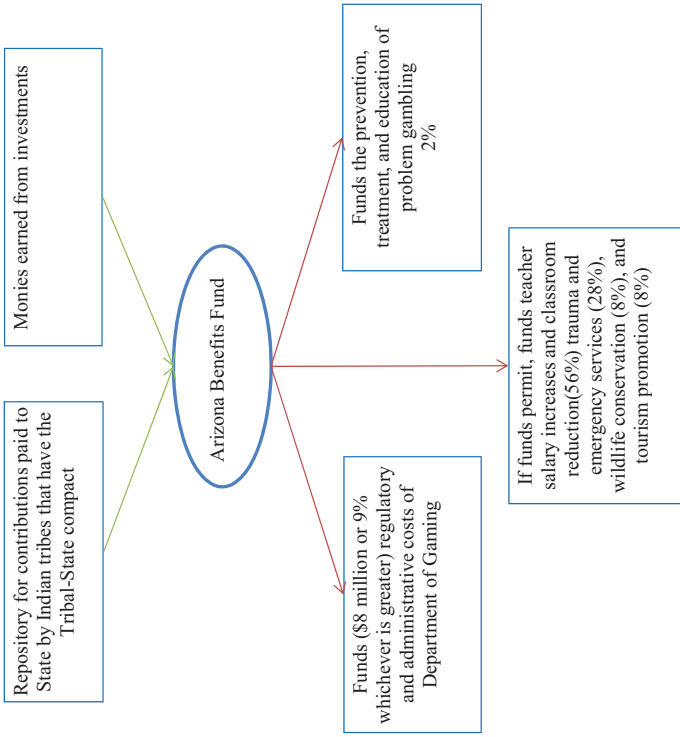 Repository for contributions paid to
State by Indian tribes that have the
Tribal-State compact
Monies earned from investments
Arizona Benefits Fund
Funds ($8 million or 9%
whichever is greater) regulatory
and administrative costs of
Department of Gaming
If funds permit, funds teacher
salary increases and classroom
reduction(56%) trauma and
emergency services (28%),
wildlife conservation (8%), and
tourism promotion (8%)
Funds the prevention,
treatment, and education of
problem gambling
2%